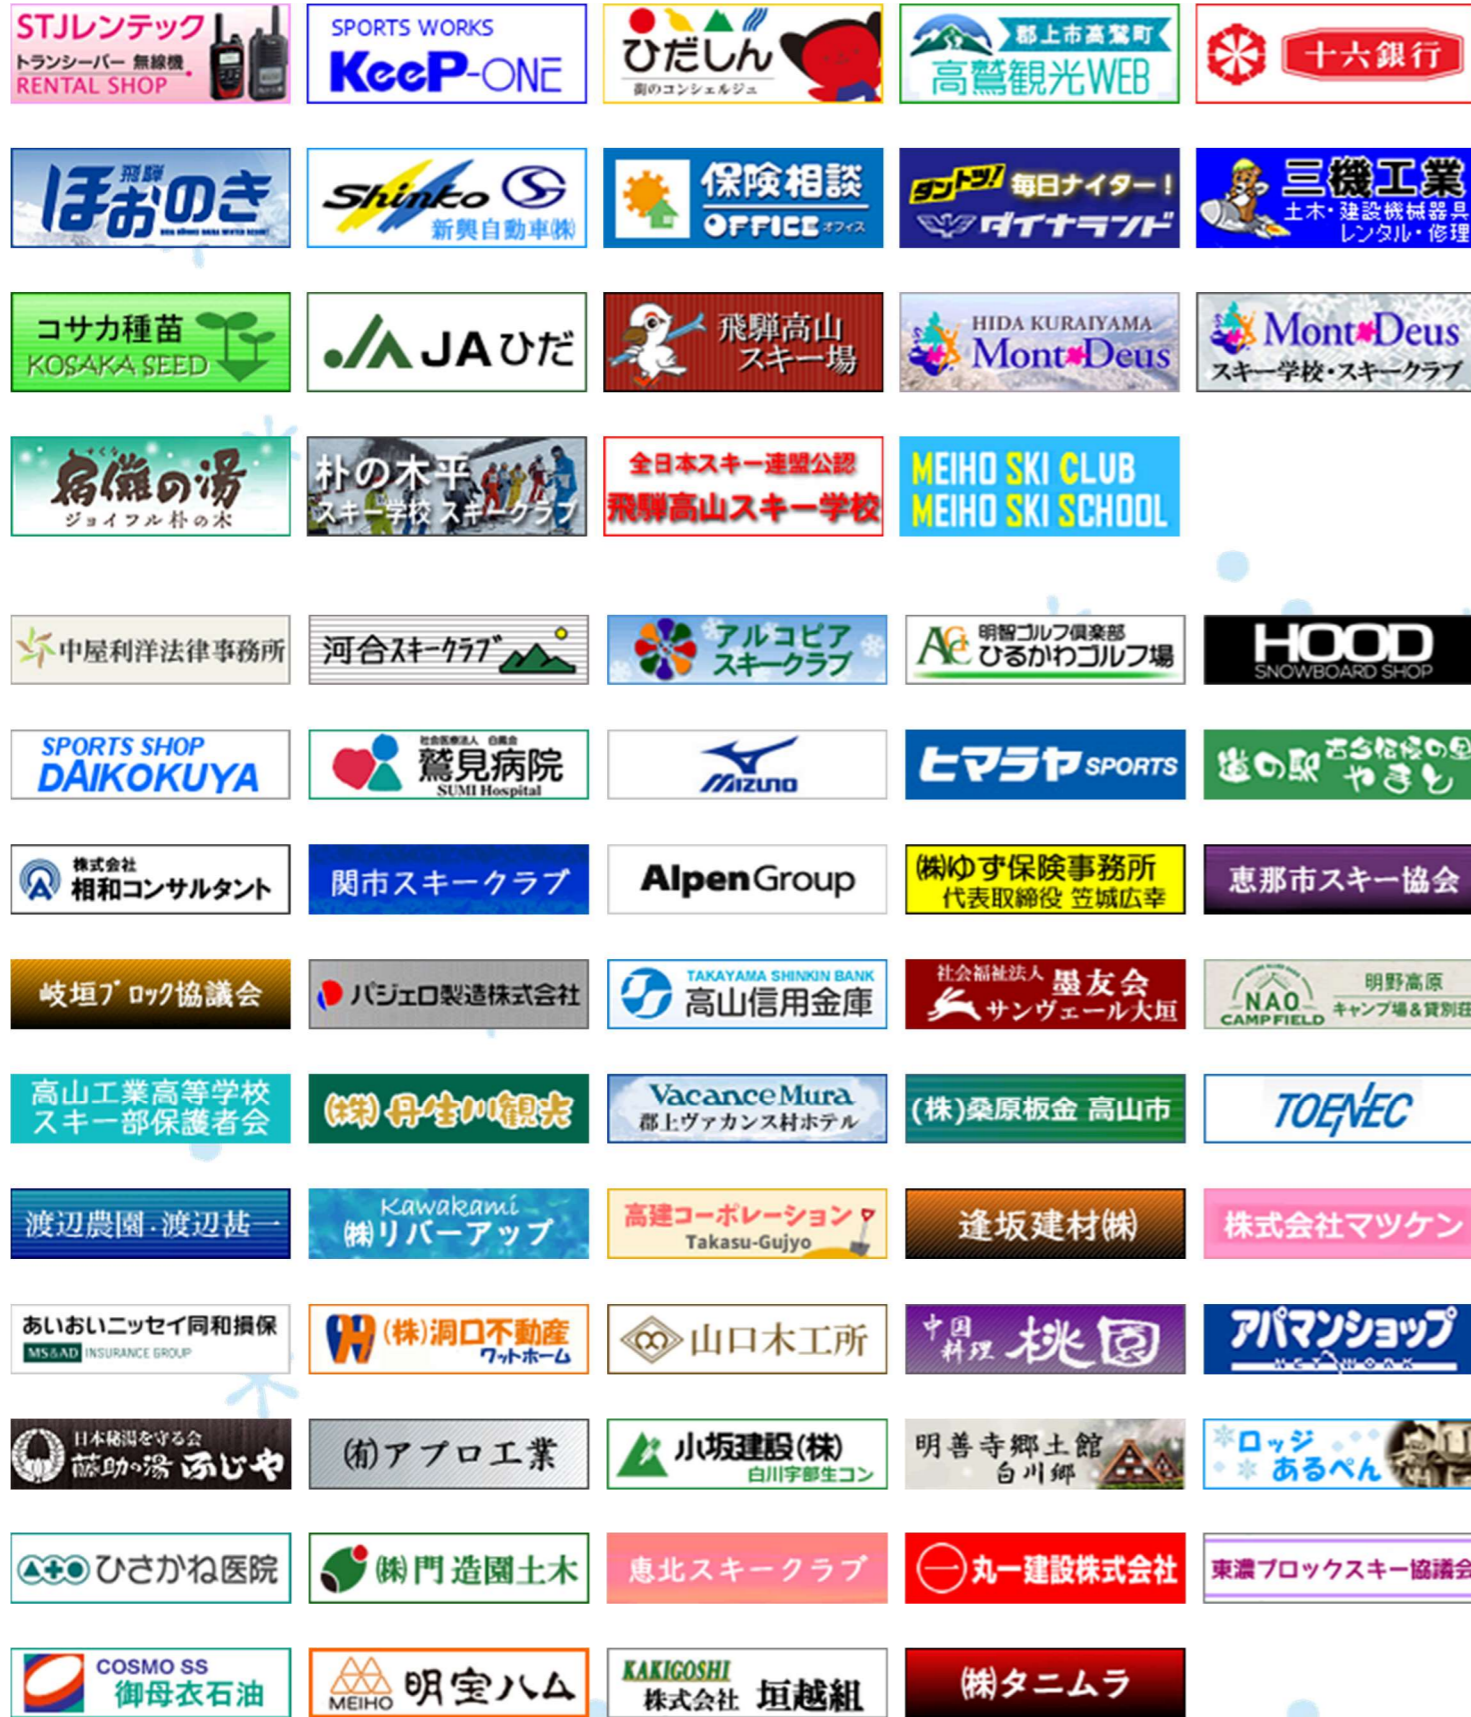 STJレンテック
トランシーバー 無線機
RENTAL SHOP
SPORTS WORKS
KeeP-ONE
ひだしん
街のコンシェルジュ
郡上市高鷲町
高鷲観光WEB
十六銀行
飛騨
ほおのき
Shinko
新興自動車㈱
保険相談
OFFICE オフィス
ダントツ! 毎日ナイター!
ダイナランド
三機工業
土木・建設機械器具
レンタル・修理
コサカ種苗
KOSAKA SEED
JAひだ
飛騨高山
スキー場
HIDA KURAIYAMA
Mont Deus
Mont Deus
スキー学校・スキークラブ
すくな
宿儺の湯
ジョイフル朴の木
朴の木平
スキー学校 スキークラブ
全日本スキー連盟公認
飛騨高山スキー学校
MEIHO SKI CLUB
MEIHO SKI SCHOOL
中屋利洋法律事務所
河合スキークラブ
アルコピア
スキークラブ
AGC
明智ゴルフ倶楽部
ひるかわゴルフ場
HOOD
SNOWBOARD SHOP
SPORTS SHOP
DAIKOKUYA
社会医療法人 白鳳会
鷲見病院
SUMI Hospital
MIZUNO
ヒマラヤ SPORTS
道の駅 古今伝授の里
やまと
株式会社
相和コンサルタント
関市スキークラブ
Alpen Group
㈱ゆず保険事務所
代表取締役 笠城広幸
恵那市スキー協会
岐垣ブロック協議会
パジェロ製造株式会社
TAKAYAMA SHINKIN BANK
高山信用金庫
社会福祉法人 墨友会
サンヴェール大垣
NAO
CAMPFIELD
明野高原
キャンプ場&貸別荘
高山工業高等学校
スキー部保護者会
(株)丹生川観光
Vacance Mura
郡上ヴァカンス村ホテル
(株)桑原板金 高山市
TOENEC
渡辺農園・渡辺甚一
Kawakami
㈱リバーアップ
高建コーポレーション
Takasu-Gujyo
逢坂建材㈱
株式会社マツケン
あいおいニッセイ同和損保
MS&AD INSURANCE GROUP
(株)洞口不動産
ワットホーム
山口木工所
中国
料理 桃園
アパマンショップ
NETWORK
日本秘湯を守る会
藤助の湯 ふじや
㈲アプロ工業
小坂建設(株)
白川宇部生コン
明善寺郷土館
白川郷
ロッジ
あるぺん
ひさかね医院
㈱門造園土木
恵北スキークラブ
丸一建設株式会社
東濃ブロックスキー協議会
COSMO SS
御母衣石油
MEIHO 明宝ハム
KAKIGOSHI
株式会社 垣越組
㈱タニムラ